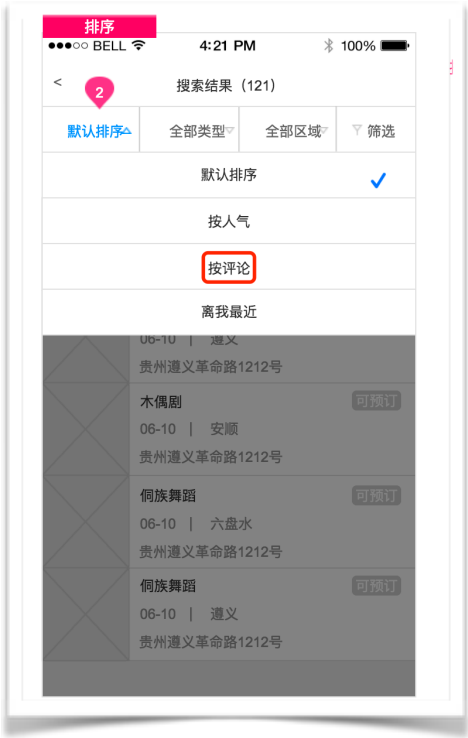 排序
BELL 4:21 PM 100%
< 搜索结果（121）
2
默认排序 全部类型 全部区域 筛选
默认排序
按人气
按评论
离我最近
06-10 | 遵义
贵州遵义革命路1212号
木偶剧 可预订
06-10 | 安顺
贵州遵义革命路1212号
侗族舞蹈 可预订
06-10 | 六盘水
贵州遵义革命路1212号
侗族舞蹈 可预订
06-10 | 遵义
贵州遵义革命路1212号